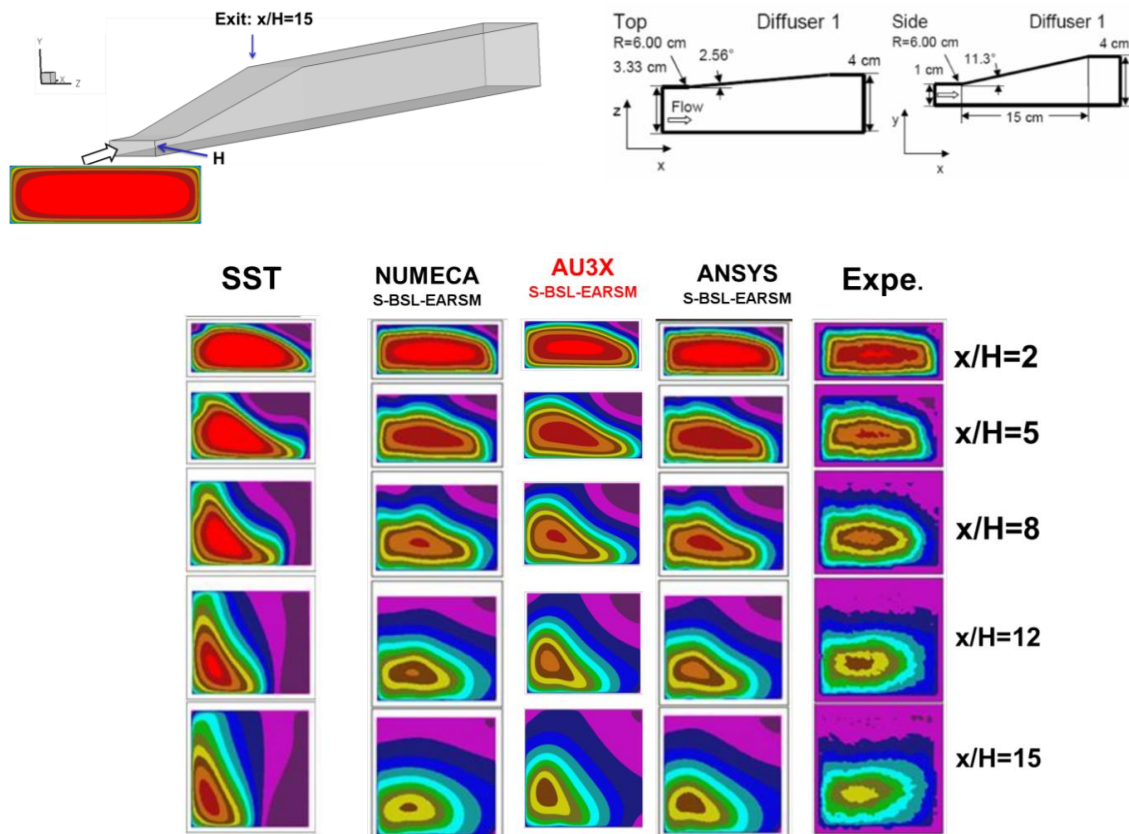 Exit: x/H=15
Y
X
Z
H
Top
Diffuser 1
R=6.00 cm
2.56°
3.33 cm
4 cm
z
Flow
x
Side
Diffuser 1
R=6.00 cm
11.3°
4 cm
1 cm
y
15 cm
x
SST
NUMECA
S-BSL-EARSM
AU3X
S-BSL-EARSM
ANSYS
S-BSL-EARSM
Expe.
x/H=2
x/H=5
x/H=8
x/H=12
x/H=15